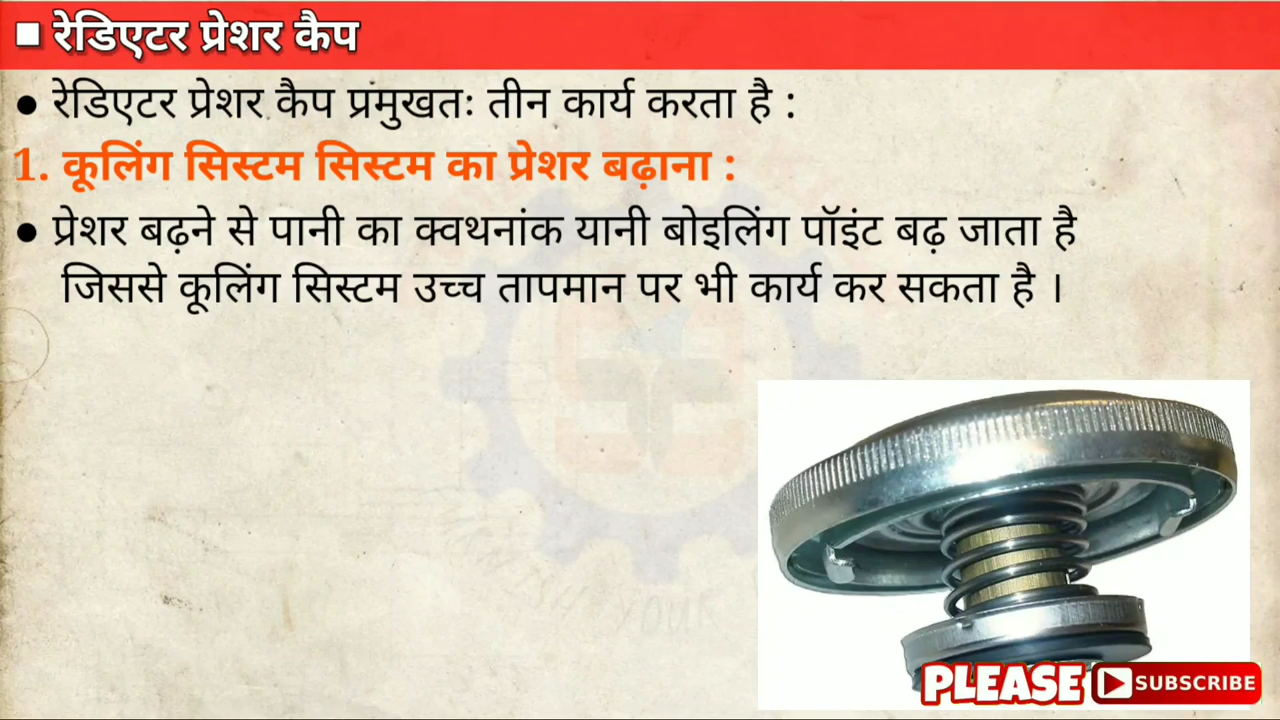 ■ रेडिएटर प्रेशर कैप
● रेडिएटर प्रेशर कैप प्रमुखतः तीन कार्य करता है :
1. कूलिंग सिस्टम सिस्टम का प्रेशर बढ़ाना :
● प्रेशर बढ़ने से पानी का क्वथनांक यानी बोइलिंग पॉइंट बढ़ जाता है
जिससे कूलिंग सिस्टम उच्च तापमान पर भी कार्य कर सकता है ।
YOUR
PLEASE SUBSCRIBE